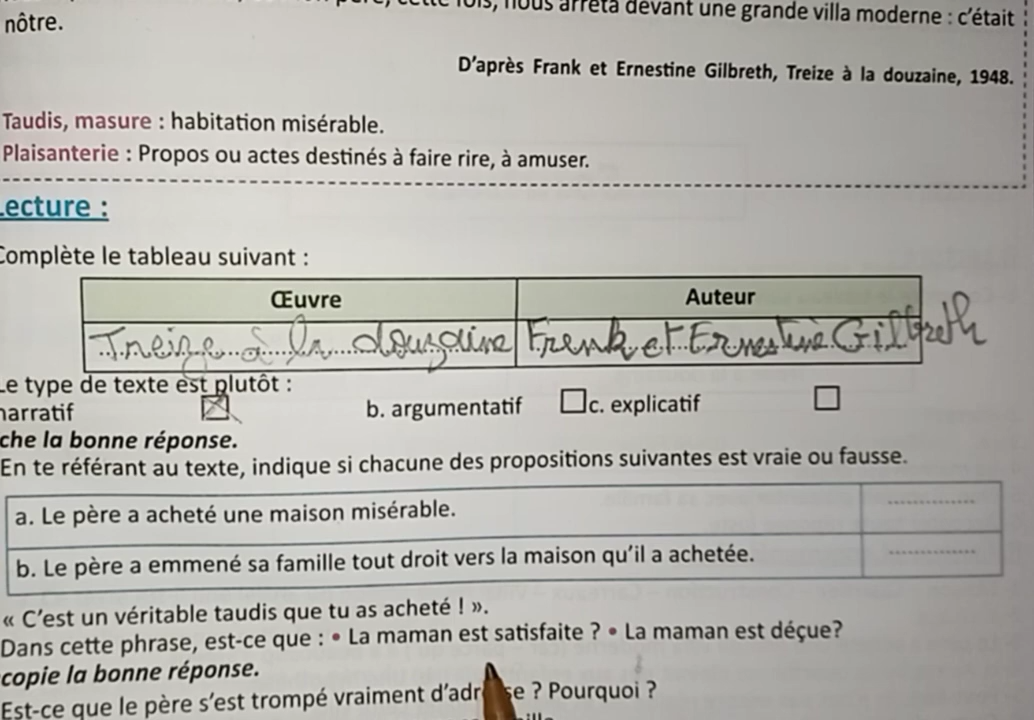 nous arrêta devant une grande villa moderne : c'était
nôtre.
D'après Frank et Ernestine Gilbreth, Treize à la douzaine, 1948.
Taudis, masure : habitation misérable.
Plaisanterie : Propos ou actes destinés à faire rire, à amuser.
Lecture :
Complète le tableau suivant :
Œuvre Auteur
Treize à la douzaine Frenk et Ernestine Gilbreth
Le type de texte est plutôt :
narratif b. argumentatif c. explicatif
che la bonne réponse.
En te référant au texte, indique si chacune des propositions suivantes est vraie ou fausse.
a. Le père a acheté une maison misérable. ..............
b. Le père a emmené sa famille tout droit vers la maison qu'il a achetée. ..............
« C'est un véritable taudis que tu as acheté ! ».
Dans cette phrase, est-ce que : • La maman est satisfaite ? • La maman est déçue?
copie la bonne réponse.
Est-ce que le père s'est trompé vraiment d'adresse ? Pourquoi ?